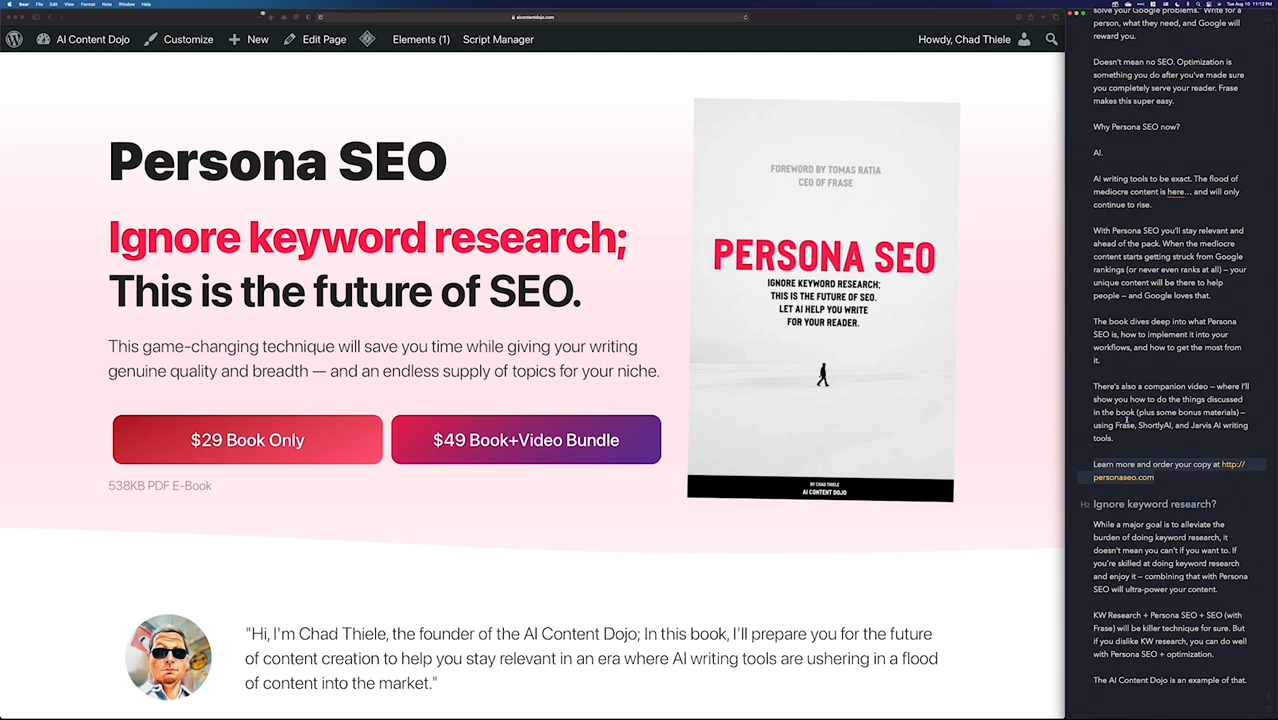 Bear File Edit View Format Note Window Help
Tue Aug 10 11:12 PM
aicontentdojo.com
AI Content Dojo Customize New Edit Page Elements (1) Script Manager Howdy, Chad Thiele
Persona SEO
Ignore keyword research;
This is the future of SEO.
This game-changing technique will save you time while giving your writing
genuine quality and breadth — and an endless supply of topics for your niche.
$29 Book Only
$49 Book+Video Bundle
538KB PDF E-Book
FOREWORD BY TOMAS RATIA
CEO OF FRASE
PERSONA SEO
IGNORE KEYWORD RESEARCH;
THIS IS THE FUTURE OF SEO.
LET AI HELP YOU WRITE
FOR YOUR READER.
BY CHAD THIELE
AI CONTENT DOJO
"Hi, I'm Chad Thiele, the founder of the AI Content Dojo; In this book, I'll prepare you for the future
of content creation to help you stay relevant in an era where AI writing tools are ushering in a flood
of content into the market."
solve your Google problems." Write for a
person, what they need, and Google will
reward you.
Doesn't mean no SEO. Optimization is
something you do after you've made sure
you completely serve your reader. Frase
makes this super easy.
Why Persona SEO now?
AI.
AI writing tools to be exact. The flood of
mediocre content is here... and will only
continue to rise.
With Persona SEO you'll stay relevant and
ahead of the pack. When the mediocre
content starts getting struck from Google
rankings (or never even ranks at all) – your
unique content will be there to help
people – and Google loves that.
The book dives deep into what Persona
SEO is, how to implement it into your
workflows, and how to get the most from
it.
There's also a companion video – where I'll
show you how to do the things discussed
in the book (plus some bonus materials) –
using Frase, ShortlyAI, and Jarvis AI writing
tools.
Learn more and order your copy at http://
personaseo.com
H2 Ignore keyword research?
While a major goal is to alleviate the
burden of doing keyword research, it
doesn't mean you can't if you want to. If
you're skilled at doing keyword research
and enjoy it – combining that with Persona
SEO will ultra-power your content.
KW Research + Persona SEO + SEO (with
Frase) will be killer technique for sure. But
if you dislike KW research, you can do well
with Persona SEO + optimization.
The AI Content Dojo is an example of that.